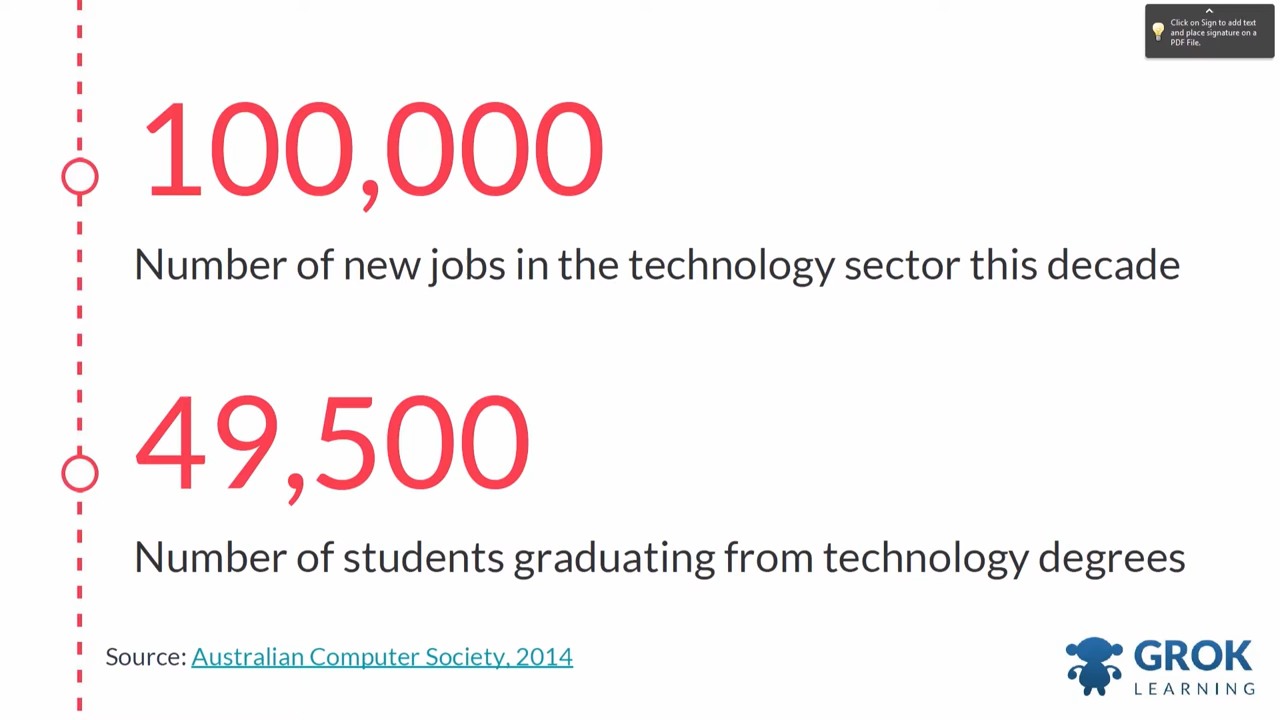 Click on Sign to add text
and place signature on a
PDF File.
100,000
Number of new jobs in the technology sector this decade
49,500
Number of students graduating from technology degrees
Source: Australian Computer Society, 2014
GROK
LEARNING